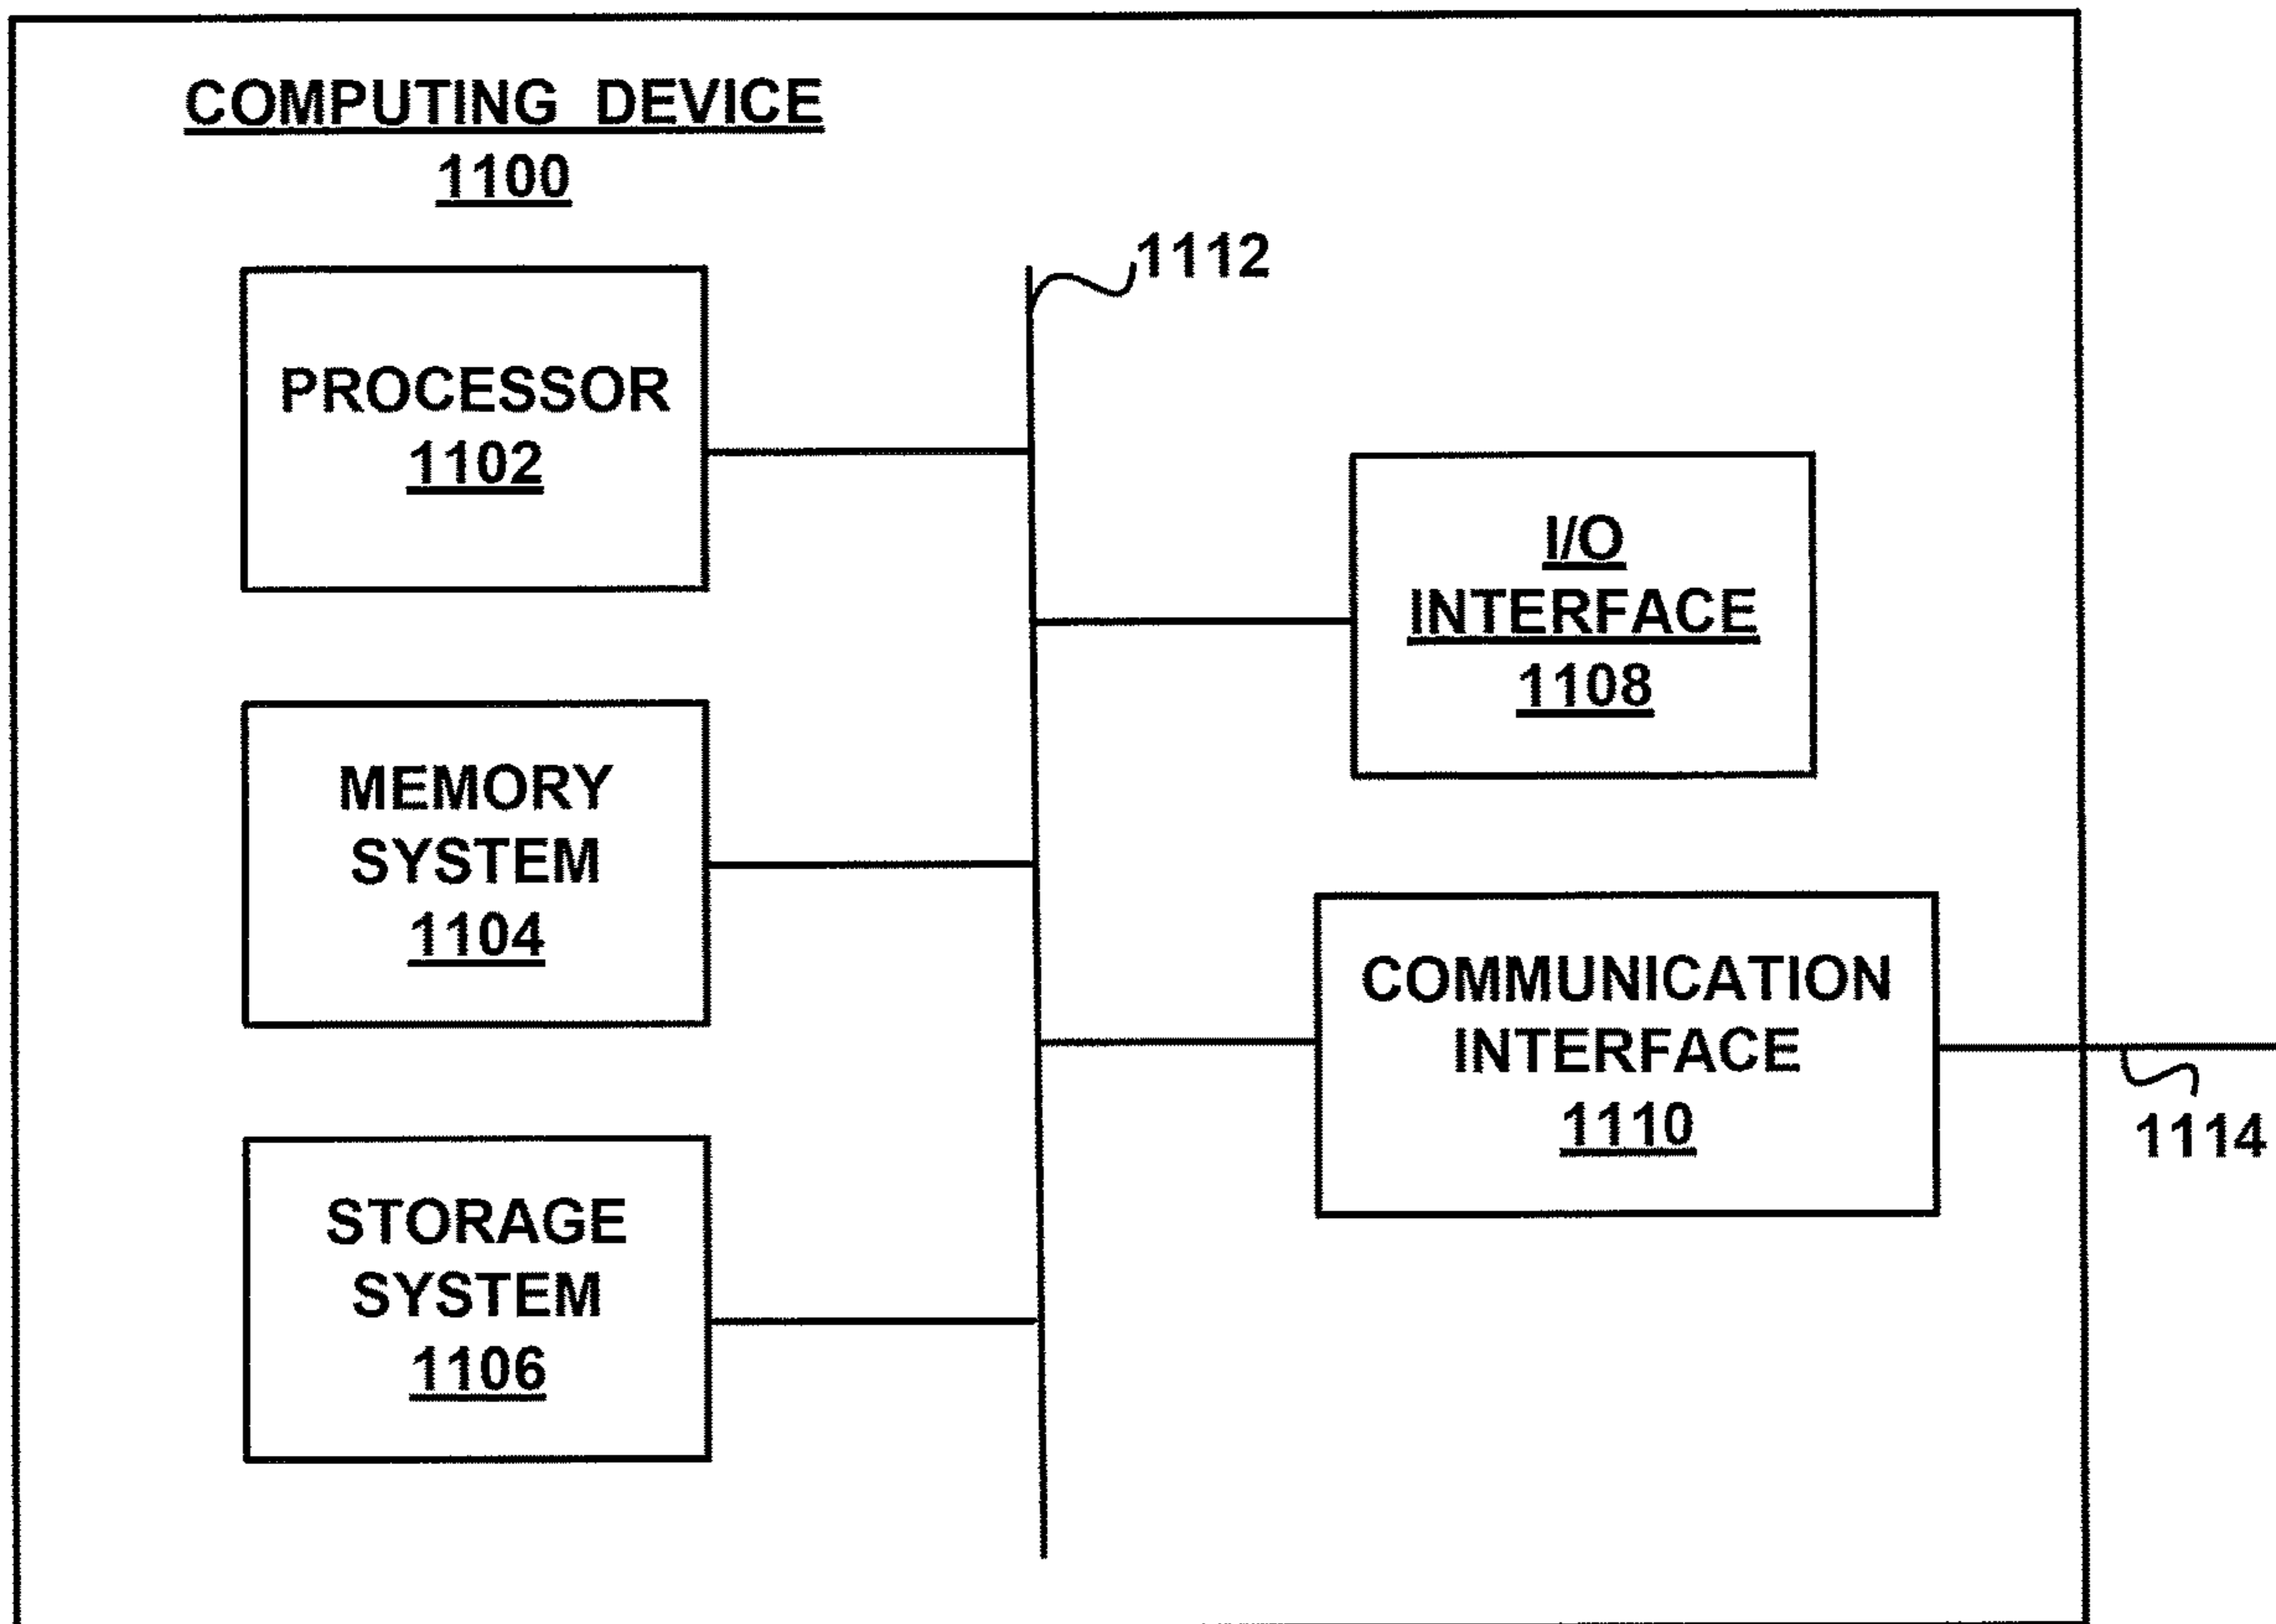 COMPUTING DEVICE
1100
1112
PROCESSOR
1102
I/O
INTERFACE
1108
MEMORY
SYSTEM
1104
COMMUNICATION
INTERFACE
1110
1114
STORAGE
SYSTEM
1106